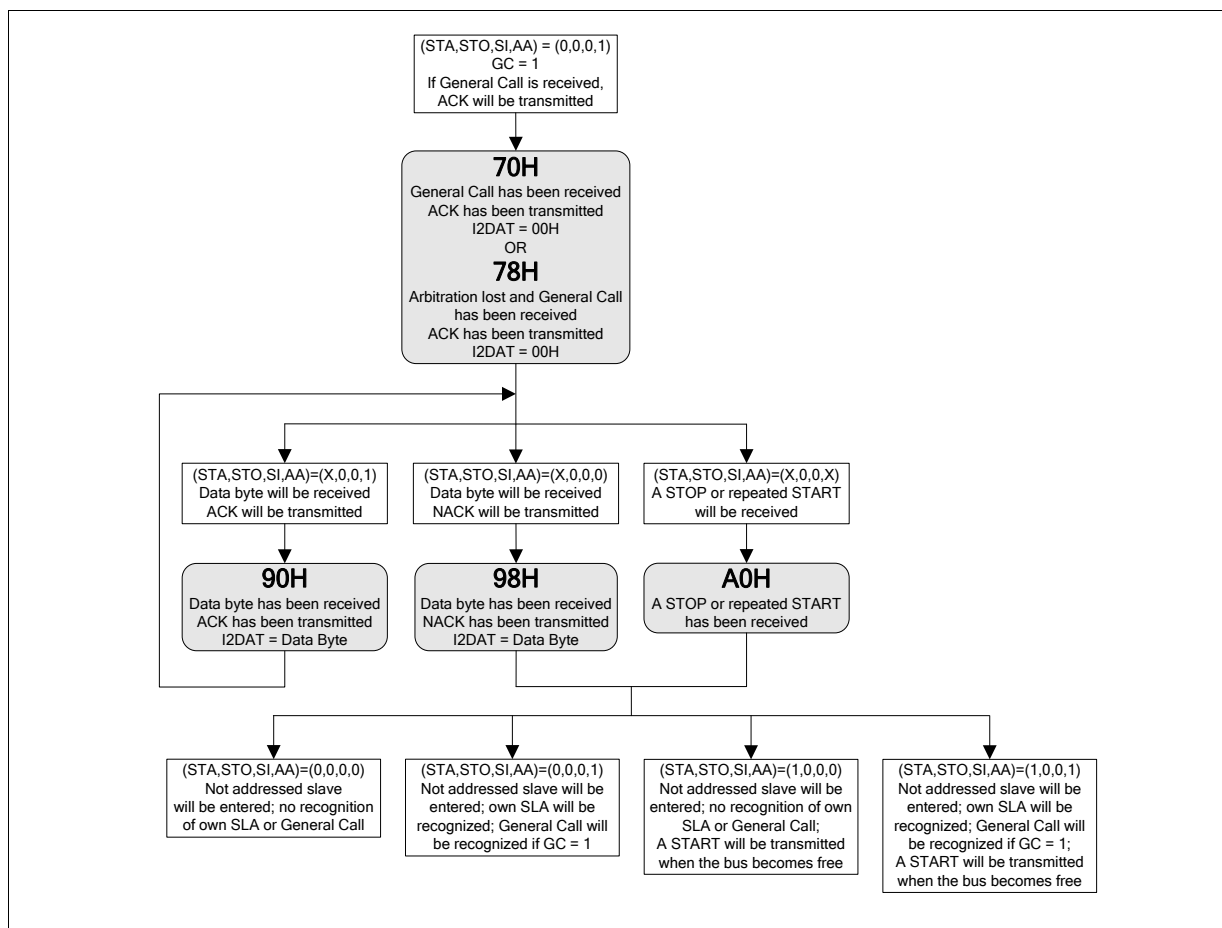 (STA,STO,SI,AA) = (0,0,0,1)
GC = 1
If General Call is received,
ACK will be transmitted
70H
General Call has been received
ACK has been transmitted
I2DAT = 00H
OR
78H
Arbitration lost and General Call
has been received
ACK has been transmitted
I2DAT = 00H
(STA,STO,SI,AA)=(X,0,0,1)
Data byte will be received
ACK will be transmitted
(STA,STO,SI,AA)=(X,0,0,0)
Data byte will be received
NACK will be transmitted
(STA,STO,SI,AA)=(X,0,0,X)
A STOP or repeated START
will be received
90H
Data byte has been received
ACK has been transmitted
I2DAT = Data Byte
98H
Data byte has been received
NACK has been transmitted
I2DAT = Data Byte
A0H
A STOP or repeated START
has been received
(STA,STO,SI,AA)=(0,0,0,0)
Not addressed slave
will be entered; no recognition
of own SLA or General Call
(STA,STO,SI,AA)=(0,0,0,1)
Not addressed slave will be
entered; own SLA will be
recognized; General Call will
be recognized if GC = 1
(STA,STO,SI,AA)=(1,0,0,0)
Not addressed slave will be
entered; no recognition of own
SLA or General Call;
A START will be transmitted
when the bus becomes free
(STA,STO,SI,AA)=(1,0,0,1)
Not addressed slave will be
entered; own SLA will be
recognized; General Call will
be recognized if GC = 1;
A START will be transmitted
when the bus becomes free